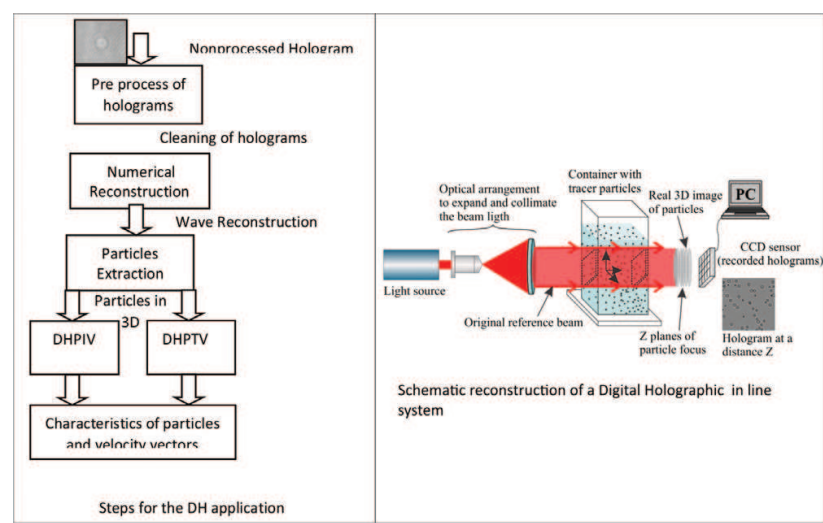 Nonprocessed Hologram
Pre process of
holograms
Cleaning of holograms
Numerical
Reconstruction
Wave Reconstruction
Particles
Extraction
Particles in
3D
DHPIV
DHPTV
Characteristics of particles
and velocity vectors
Steps for the DH application
Optical arrangement
to expand and collimate
the beam ligth
Container with
tracer particles
Real 3D image
of particles
PC
CCD sensor
(recorded holograms)
Light source
Original reference beam
Z planes of
particle focus
Hologram at a
distance Z
Schematic reconstruction of a Digital Holographic in line
system